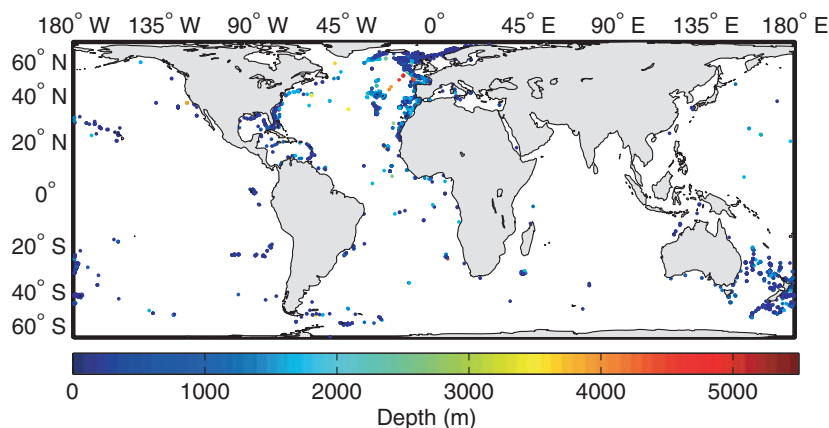 180° W 135° W 90° W 45° W 0° 45° E 90° E 135° E 180° E
60° N
40° N
20° N
0°
20° S
40° S
60° S
0 1000 2000 3000 4000 5000
Depth (m)